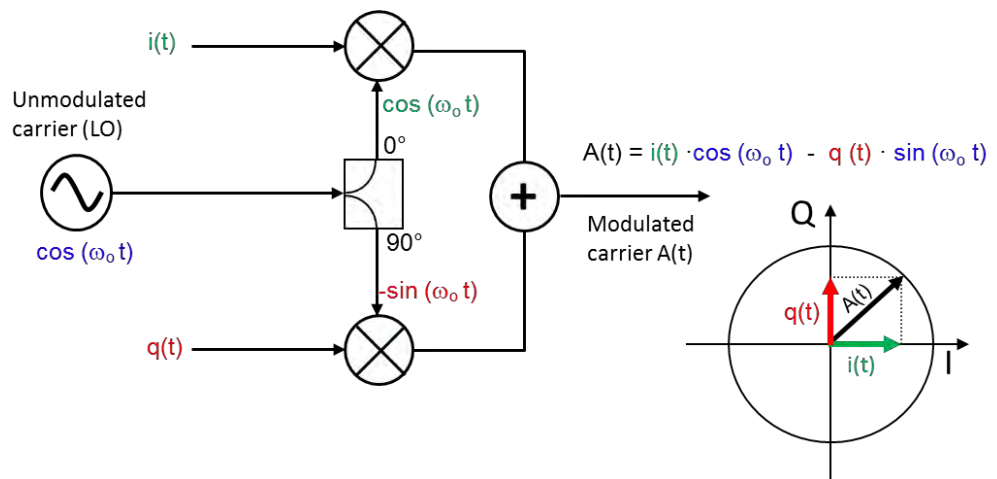 i(t)
cos (ωo t)
Unmodulated
carrier (LO)
0°
A(t) = i(t) ·cos (ωo t) - q (t) · sin (ωo t)
+
Modulated
carrier A(t)
Q
90°
cos (ωo t)
-sin (ωo t)
A(t)
q(t)
q(t)
i(t)
I